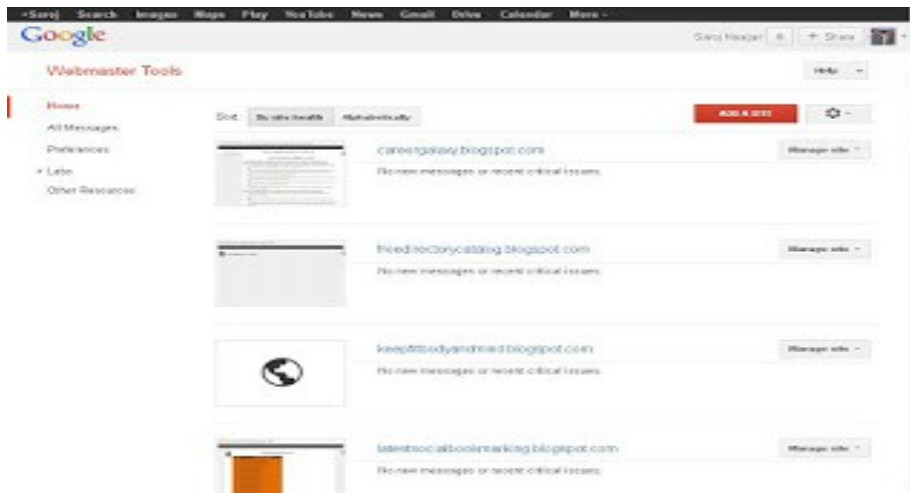 +Saroj Search Images Maps Play YouTube News Gmail Drive Calendar More
Google
Saroj 0 + Share
Webmaster Tools
Help
Home
All Messages
Preferences
Labs
Other Resources
Sort By site health Alphabetically
ADD A SITE
careergalaxy.blogspot.com
Manage site
No new messages or recent critical issues.
freedirectorycatalog.blogspot.com
Manage site
No new messages or recent critical issues.
keepfitbodyandmind.blogspot.com
Manage site
No new messages or recent critical issues.
latestsocialbookmarking.blogspot.com
Manage site
No new messages or recent critical issues.